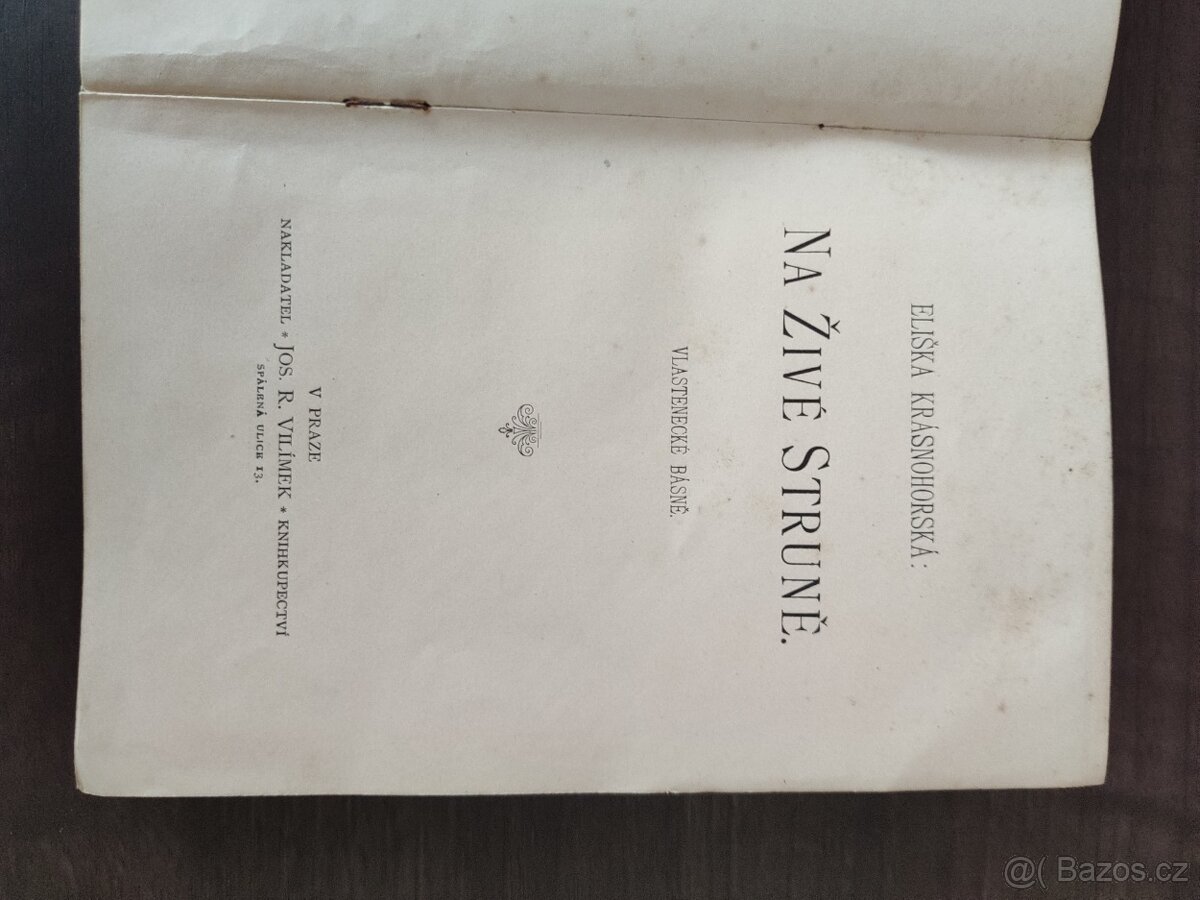 ELIŠKA KRÁSNOHORSKÁ:
NA ŽIVÉ STRUNĚ.
VLASTENECKÉ BÁSNĚ.
V PRAZE
NAKLADATEL * JOS. R. VILÍMEK * KNIHKUPECTVÍ
SPÁLENÁ ULICE 13.
@( Bazos.cz